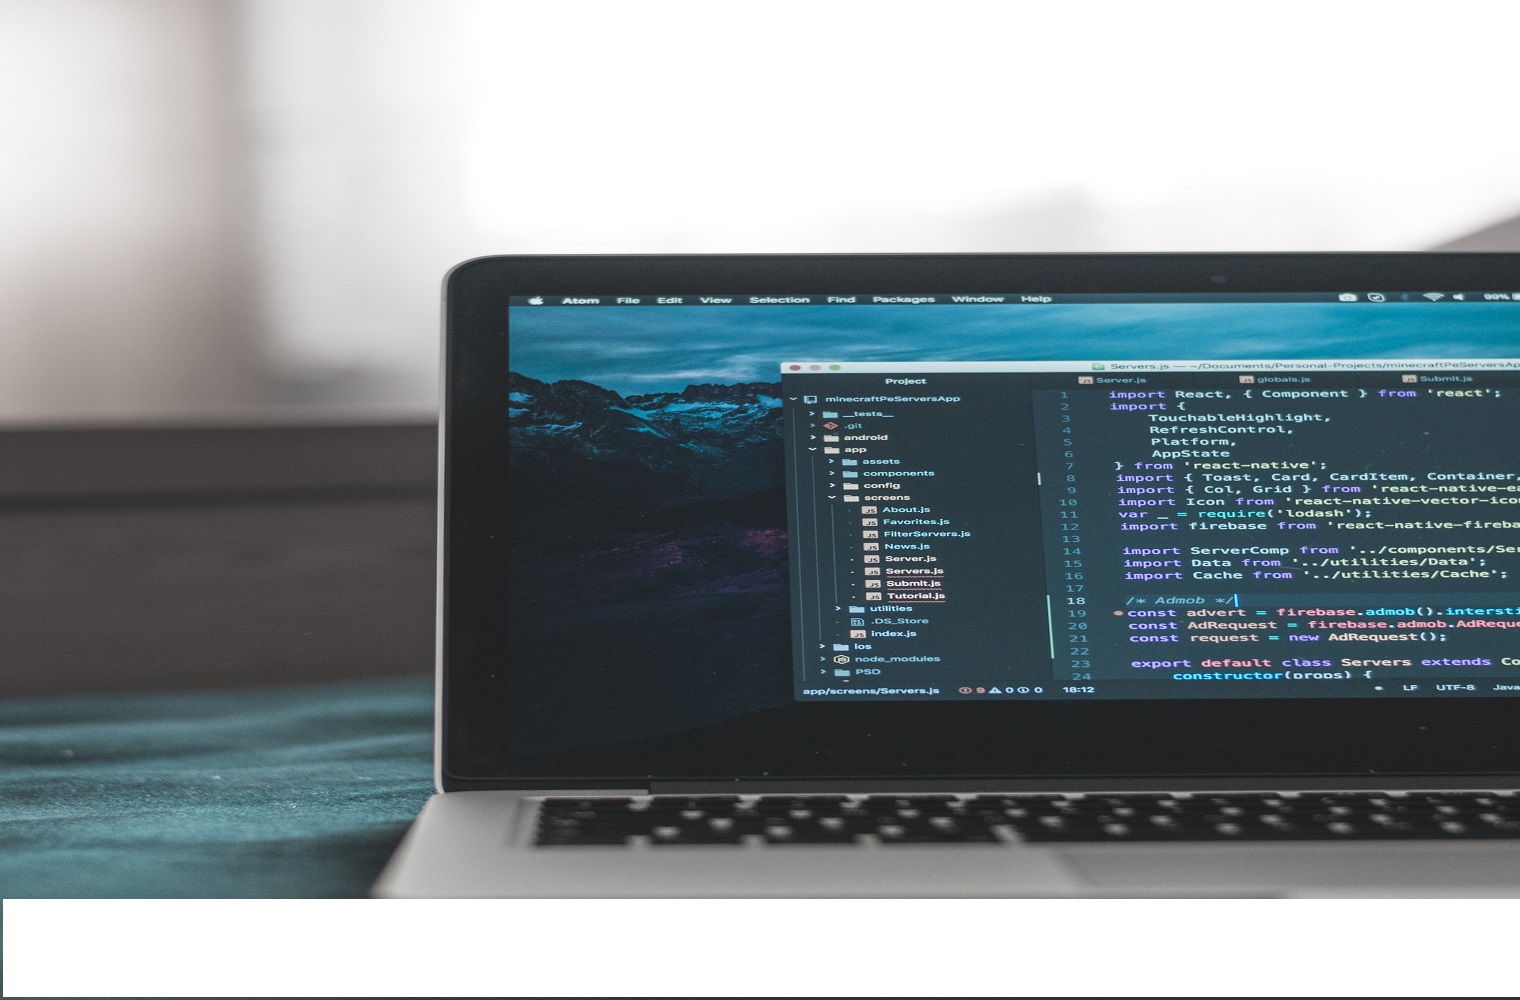 Atom File Edit View Selection Find Packages Window Help 99%
Servers.js — ~/Documents/Personal-Projects/minecraftPeServersAp
Project
Server.js globals.js Submit.js
minecraftPeServersApp
__tests__
.git
android
app
assets
components
config
screens
About.js
Favorites.js
FilterServers.js
News.js
Server.js
Servers.js
Submit.js
Tutorial.js
utilities
.DS_Store
index.js
ios
node_modules
PSD
1 import React, { Component } from 'react';
2 import {
3 TouchableHighlight,
4 RefreshControl,
5 Platform,
6 AppState
7 } from 'react-native';
8 import { Toast, Card, CardItem, Container,
9 import { Col, Grid } from 'react-native-ea
10 import Icon from 'react-native-vector-ico
11 var _ = require('lodash');
12 import firebase from 'react-native-fireba
13
14 import ServerComp from '../components/Ser
15 import Data from '../utilities/Data';
16 import Cache from '../utilities/Cache';
17
18 /* Admob */
19 const advert = firebase.admob().intersti
20 const AdRequest = firebase.admob.AdReque
21 const request = new AdRequest();
22
23 export default class Servers extends Co
24 constructor(props) {
app/screens/Servers.js 9 0 0 18:12 LF UTF-8 Java